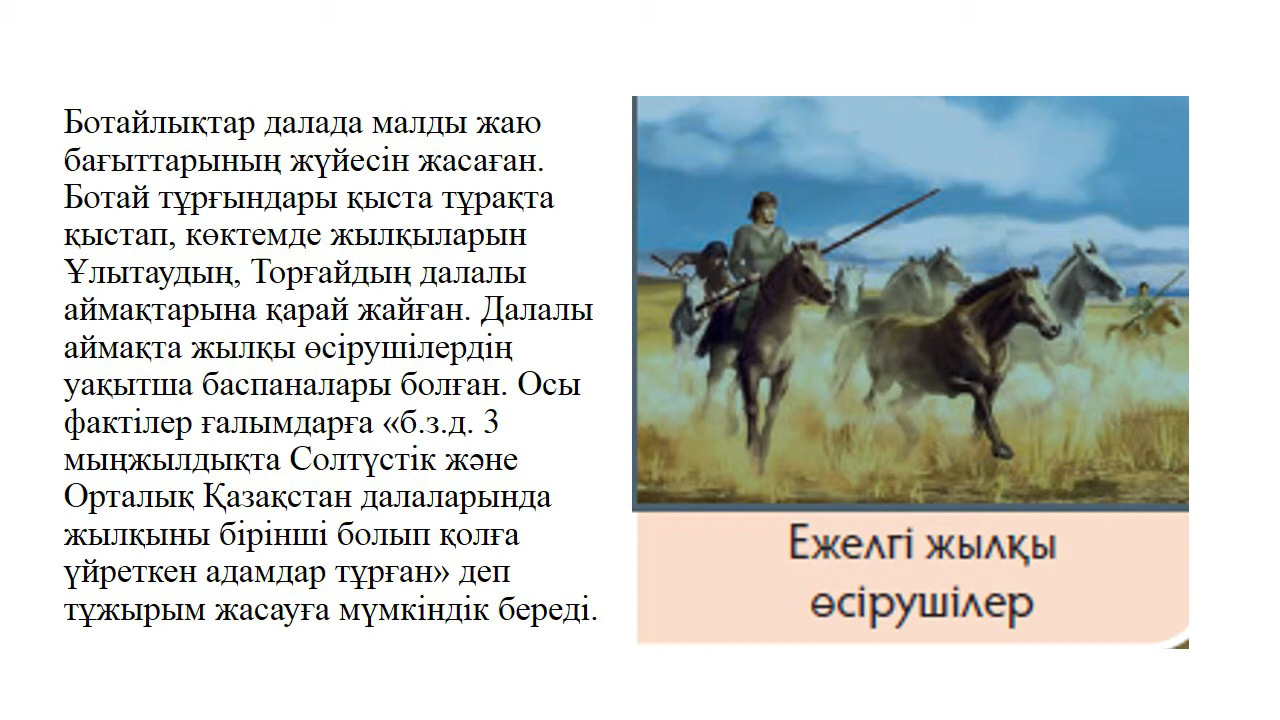 Ботайлықтар далада малды жаю
бағыттарының жүйесін жасаған.
Ботай тұрғындары қыста тұрақта
қыстап, көктемде жылқыларын
Ұлытаудың, Торғайдың далалы
аймақтарына қарай жайған. Далалы
аймақта жылқы өсірушілердің
уақытша баспаналары болған. Осы
фактілер ғалымдарға «б.з.д. 3
мыңжылдықта Солтүстік және
Орталық Қазақстан далаларында
жылқыны бірінші болып қолға
үйреткен адамдар тұрған» деп
тұжырым жасауға мүмкіндік береді.
Ежелгі жылқы
өсірушілер